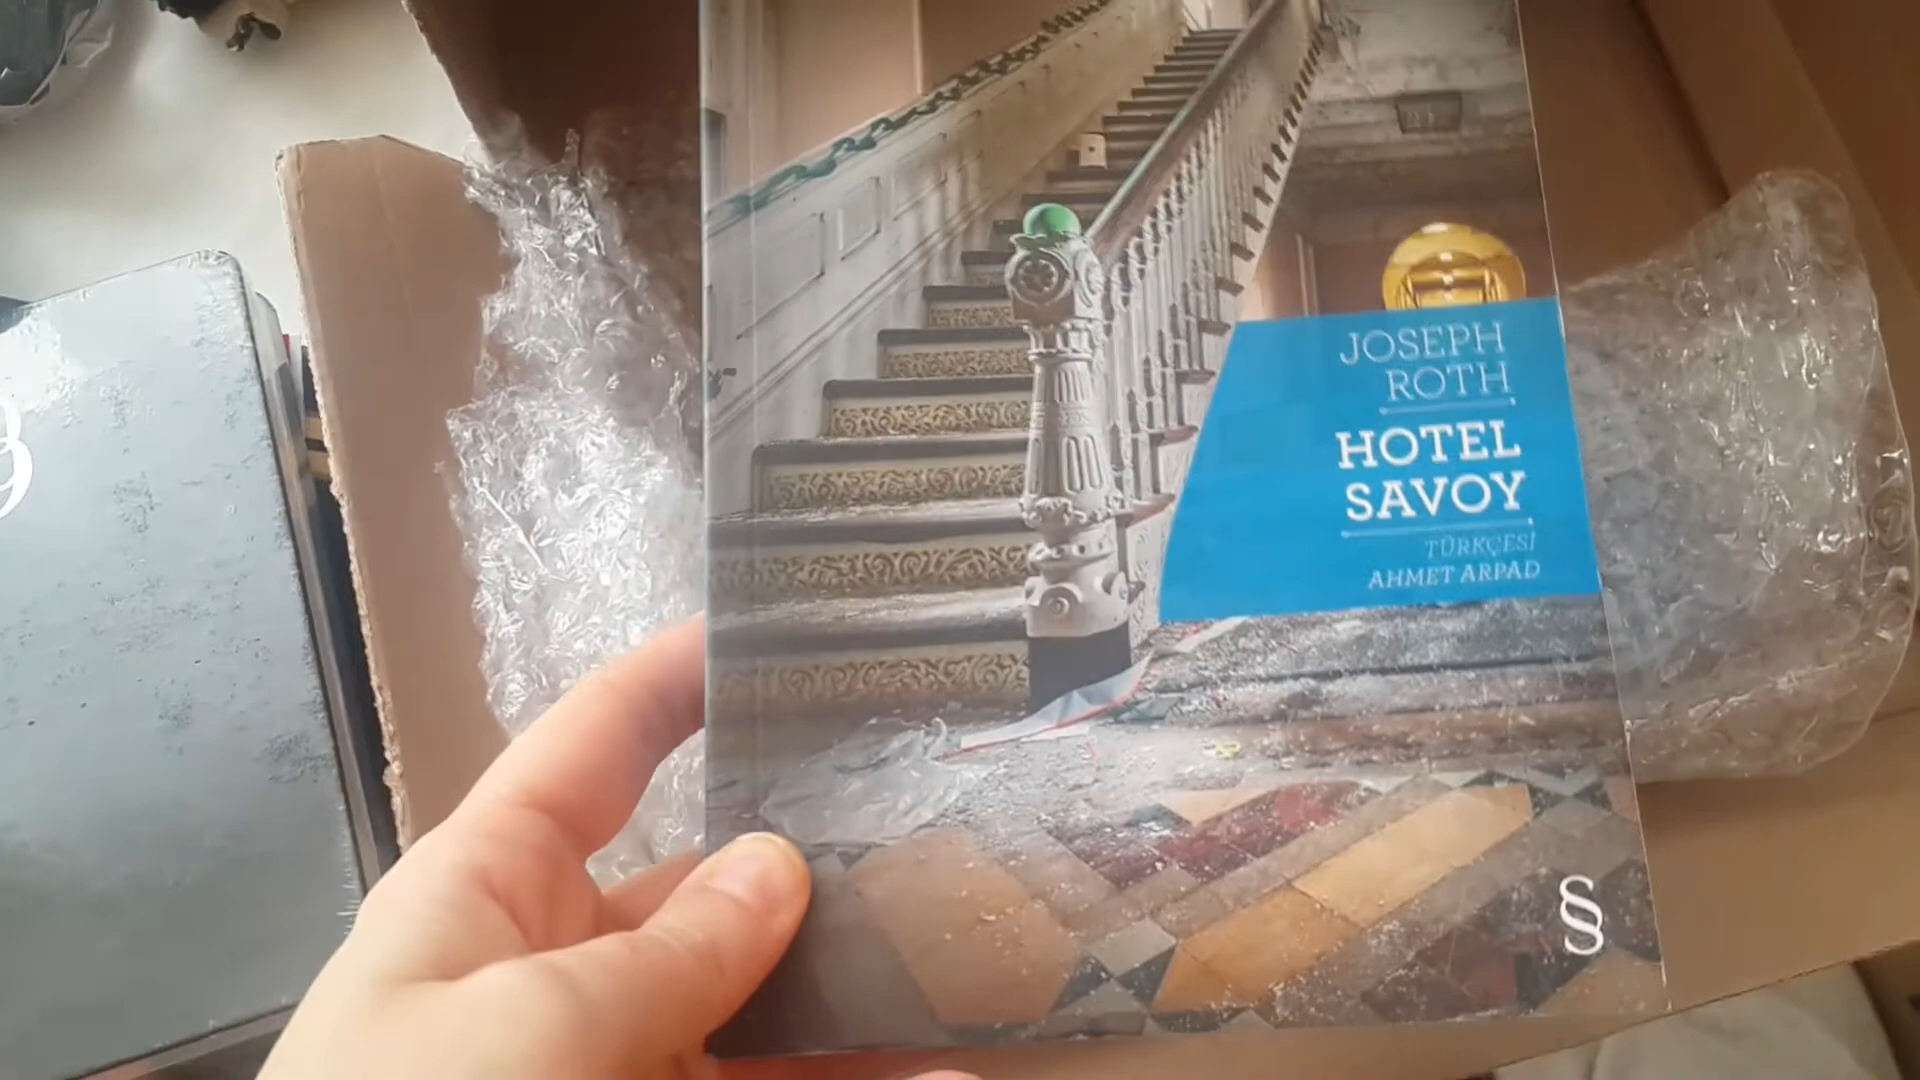 JOSEPH
ROTH
HOTEL
SAVOY
TÜRKÇESİ
AHMET ARPAD